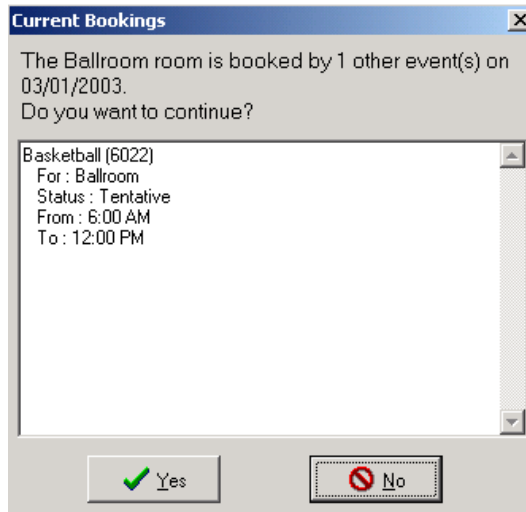 Current Bookings
The Ballroom room is booked by 1 other event(s) on
03/01/2003.
Do you want to continue?
Basketball (6022)
For : Ballroom
Status : Tentative
From : 6:00 AM
To : 12:00 PM
Yes
No